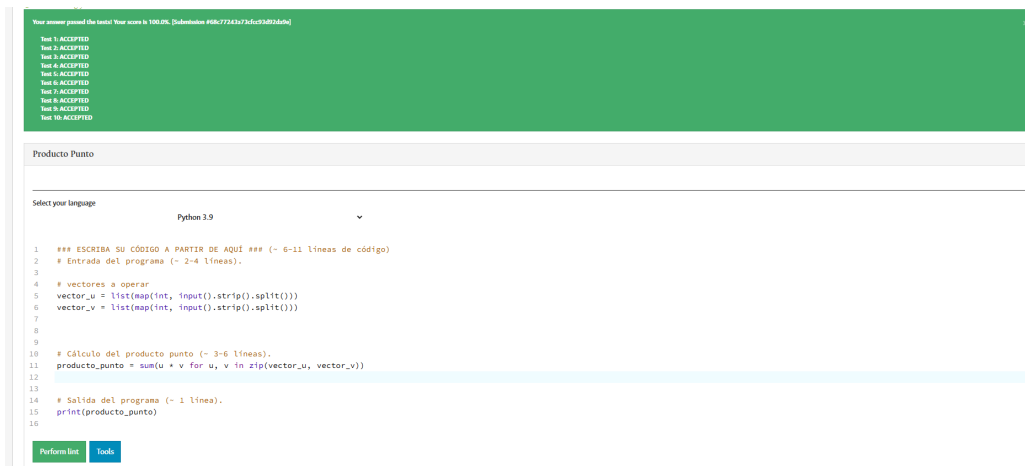 Your answer passed the tests! Your score is 100.0%. [Submission #68c77243a73cfcc93d92da9e]
Test 1: ACCEPTED
Test 2: ACCEPTED
Test 3: ACCEPTED
Test 4: ACCEPTED
Test 5: ACCEPTED
Test 6: ACCEPTED
Test 7: ACCEPTED
Test 8: ACCEPTED
Test 9: ACCEPTED
Test 10: ACCEPTED
Producto Punto
Select your language
Python 3.9
1 ### ESCRIBA SU CÓDIGO A PARTIR DE AQUÍ ### (~ 6-11 líneas de código)
2 # Entrada del programa (~ 2-4 líneas).
3
4 # vectores a operar
5 vector_u = list(map(int, input().strip().split()))
6 vector_v = list(map(int, input().strip().split()))
7
8
9
10 # Cálculo del producto punto (~ 3-6 líneas).
11 producto_punto = sum(u * v for u, v in zip(vector_u, vector_v))
12
13
14 # Salida del programa (~ 1 línea).
15 print(producto_punto)
16
Perform lint Tools